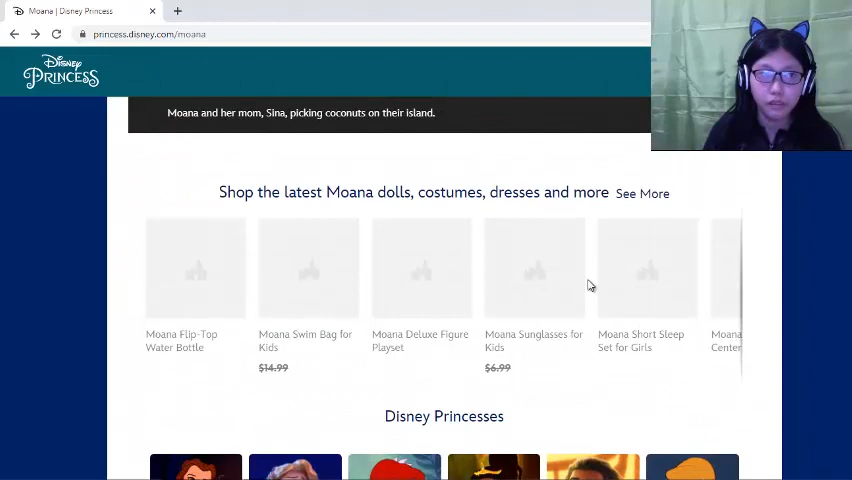 Moana | Disney Princess
princess.disney.com/moana
Disney
PRINCESS
Moana and her mom, Sina, picking coconuts on their island.
Shop the latest Moana dolls, costumes, dresses and more See More
Moana Flip-Top
Water Bottle
Moana Swim Bag for
Kids
$14.99
Moana Deluxe Figure
Playset
Moana Sunglasses for
Kids
$6.99
Moana Short Sleep
Set for Girls
Moana
Center
Disney Princesses